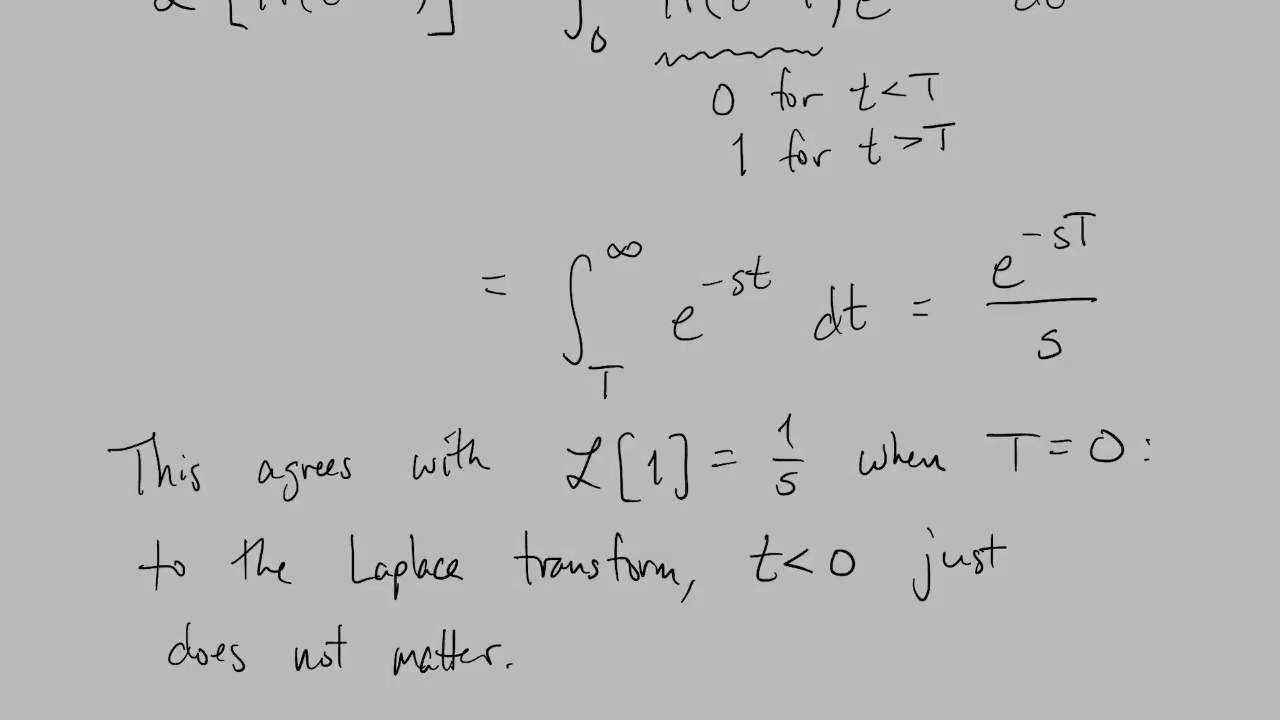 0 for t<T
1 for t>T
= ∫_T^∞ e^{-st} dt = e^{-sT}/s
This agrees with ℒ[1] = 1/s when T=0:
to the Laplace transform, t<0 just
does not matter.